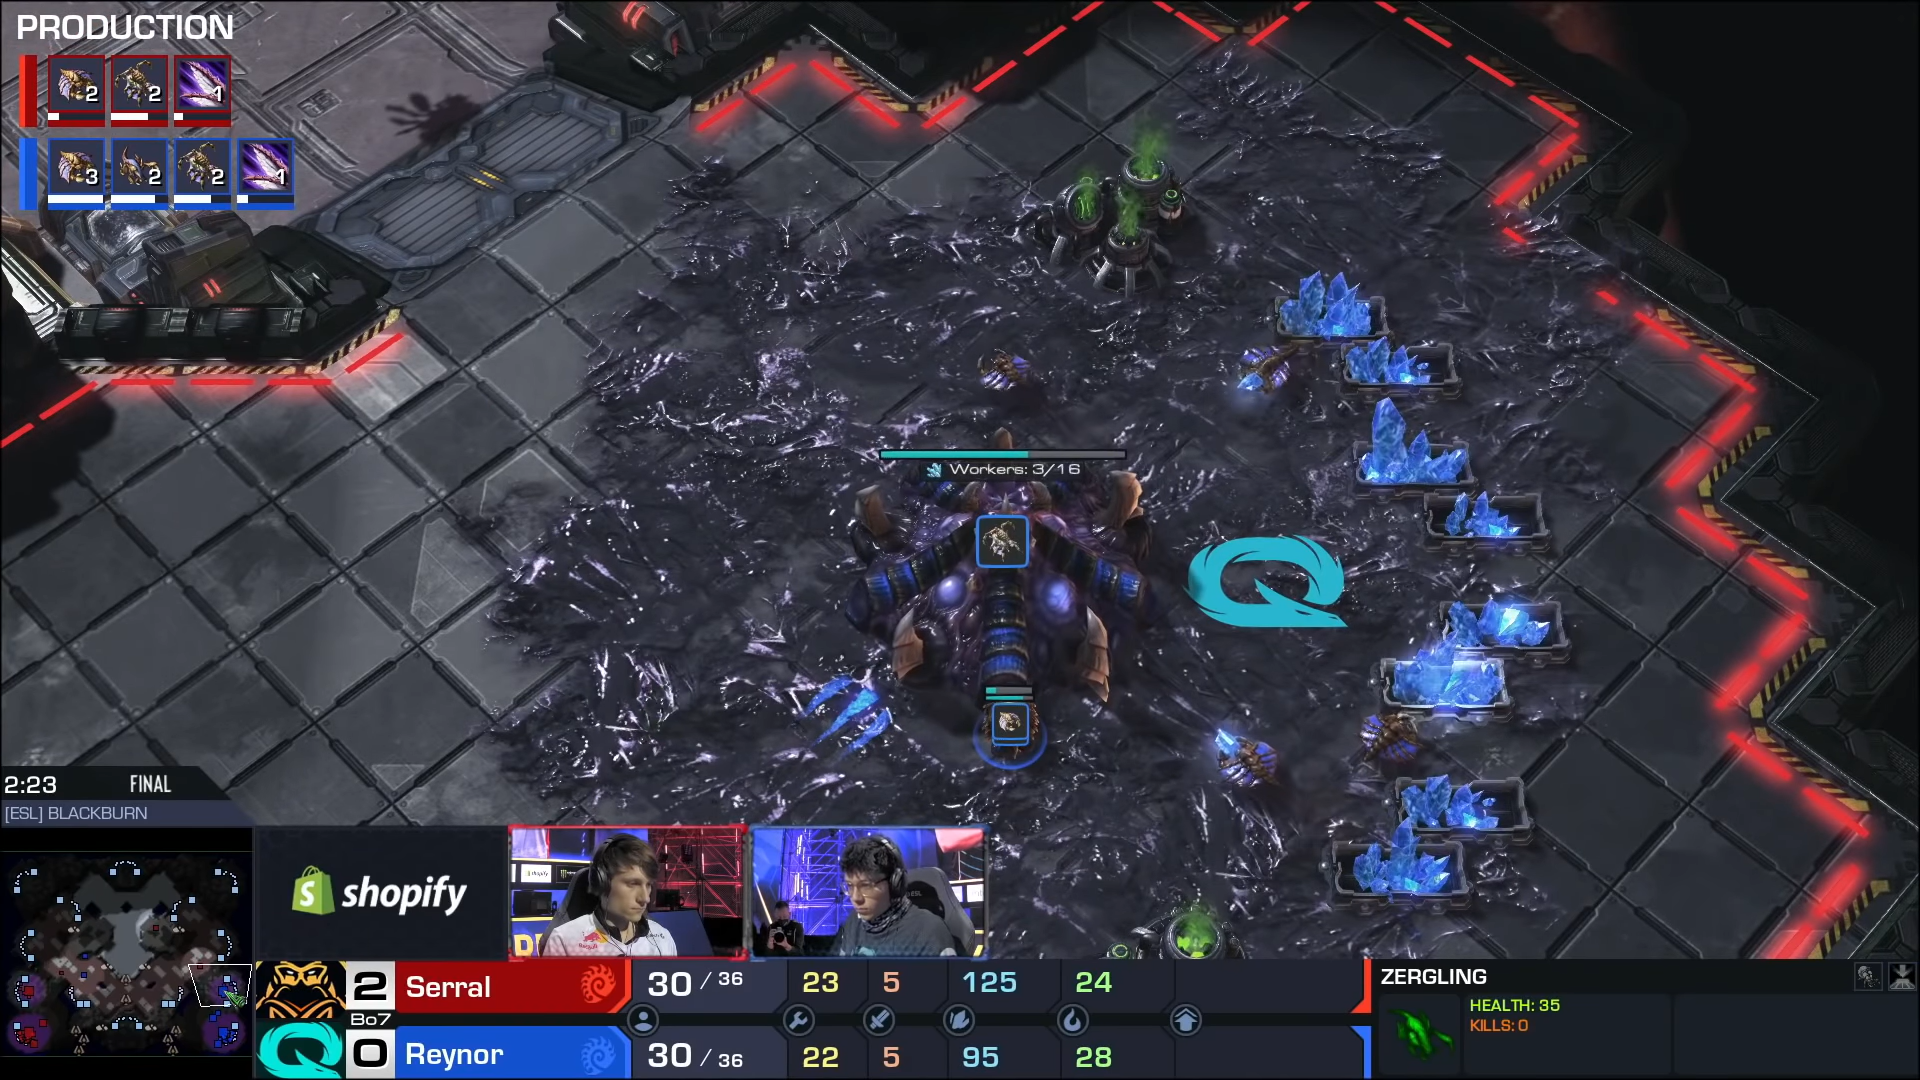 PRODUCTION
2 2 1
3 2 2 1
Workers: 3/16
2:23 FINAL
[ESL] BLACKBURN
shopify
2 Serral 30 / 36 23 5 125 24
Bo7
0 Reynor 30 / 36 22 5 95 28
ZERGLING
HEALTH: 35
KILLS: 0